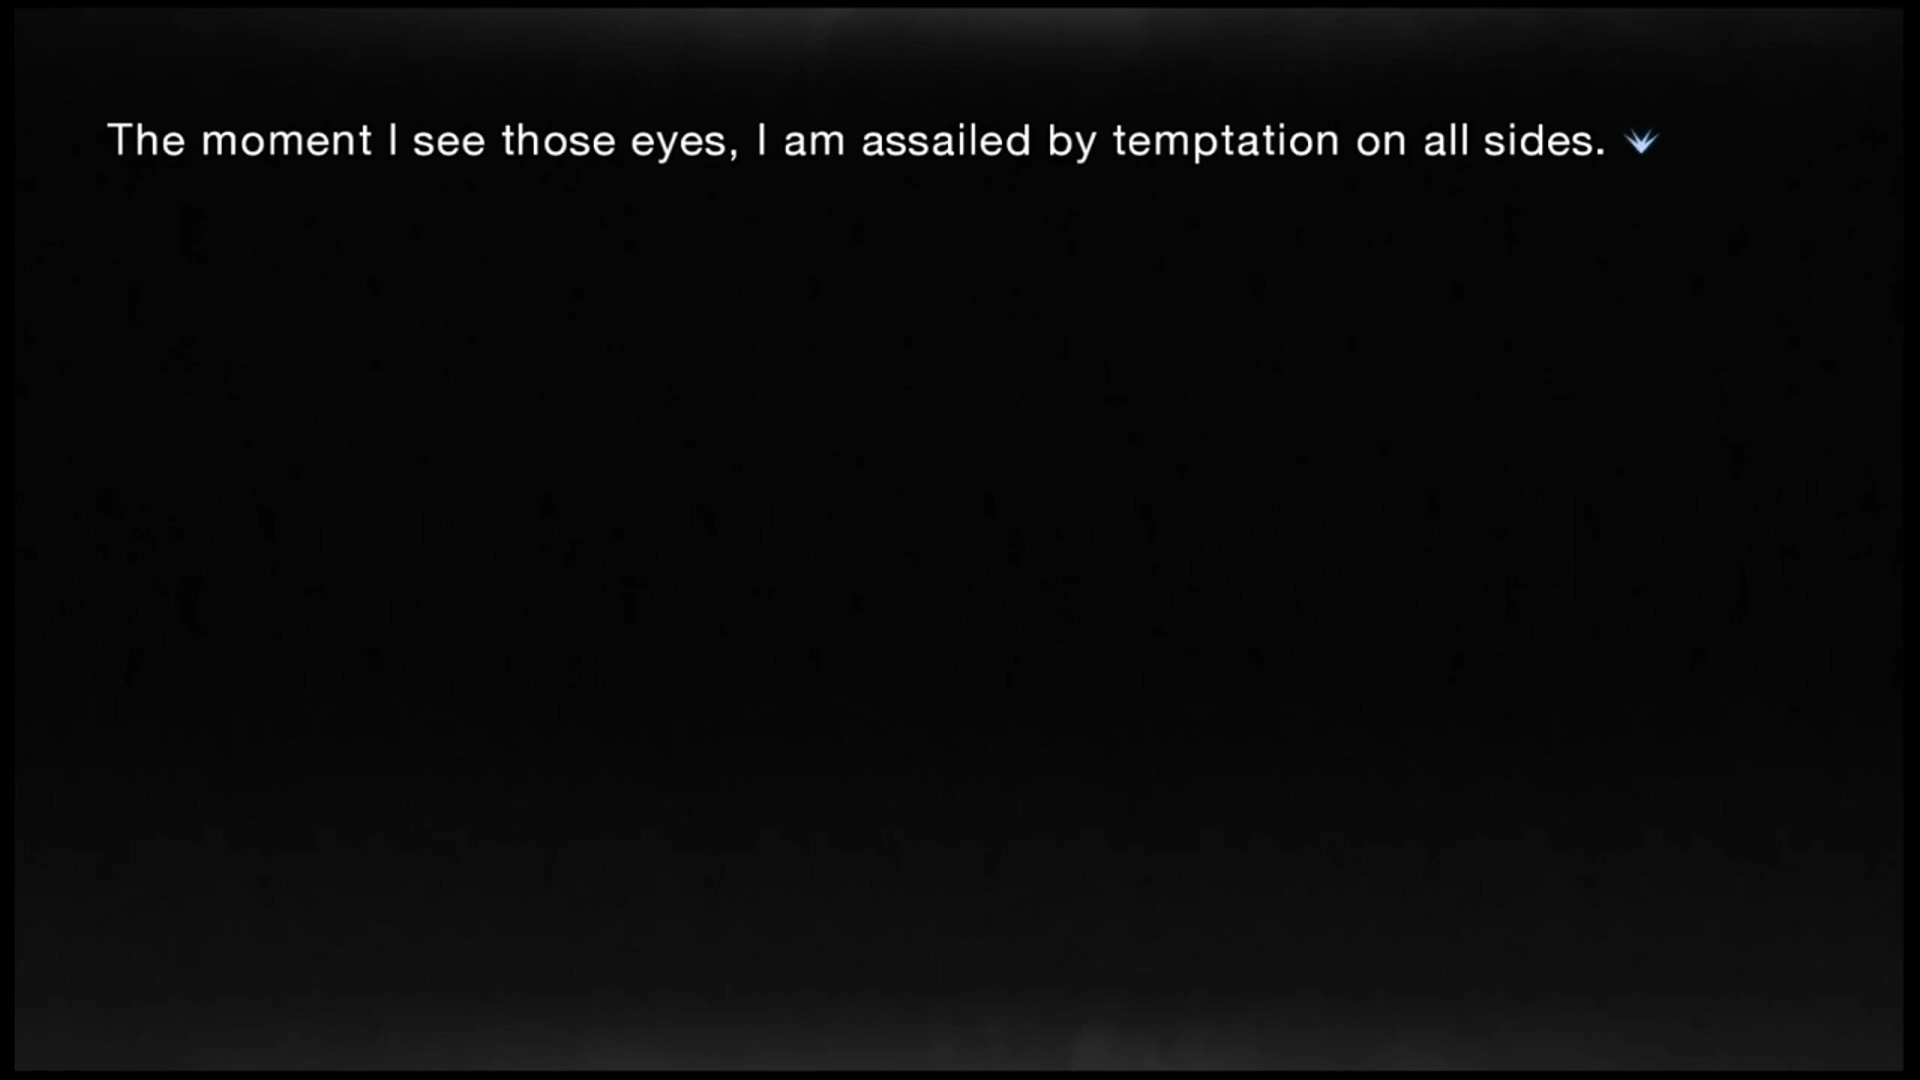 The moment I see those eyes, I am assailed by temptation on all sides.